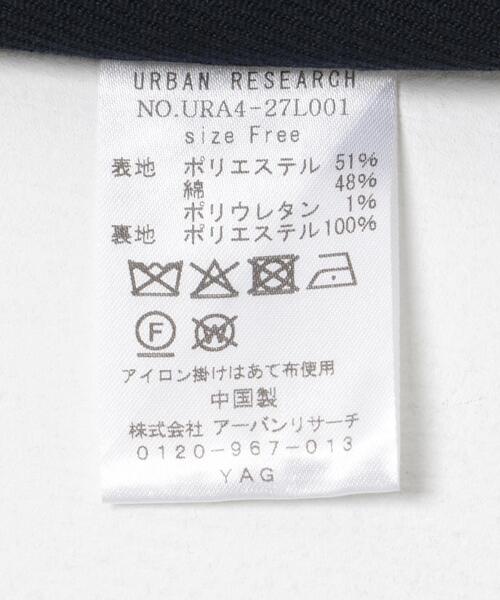 URBAN RESEARCH
NO.URA4-27L001
size Free
表地 ポリエステル 51%
綿 48%
ポリウレタン 1%
裏地 ポリエステル 100%
F
W
アイロン掛けはあて布使用
中国製
株式会社 アーバンリサーチ
0120-967-013
YAG